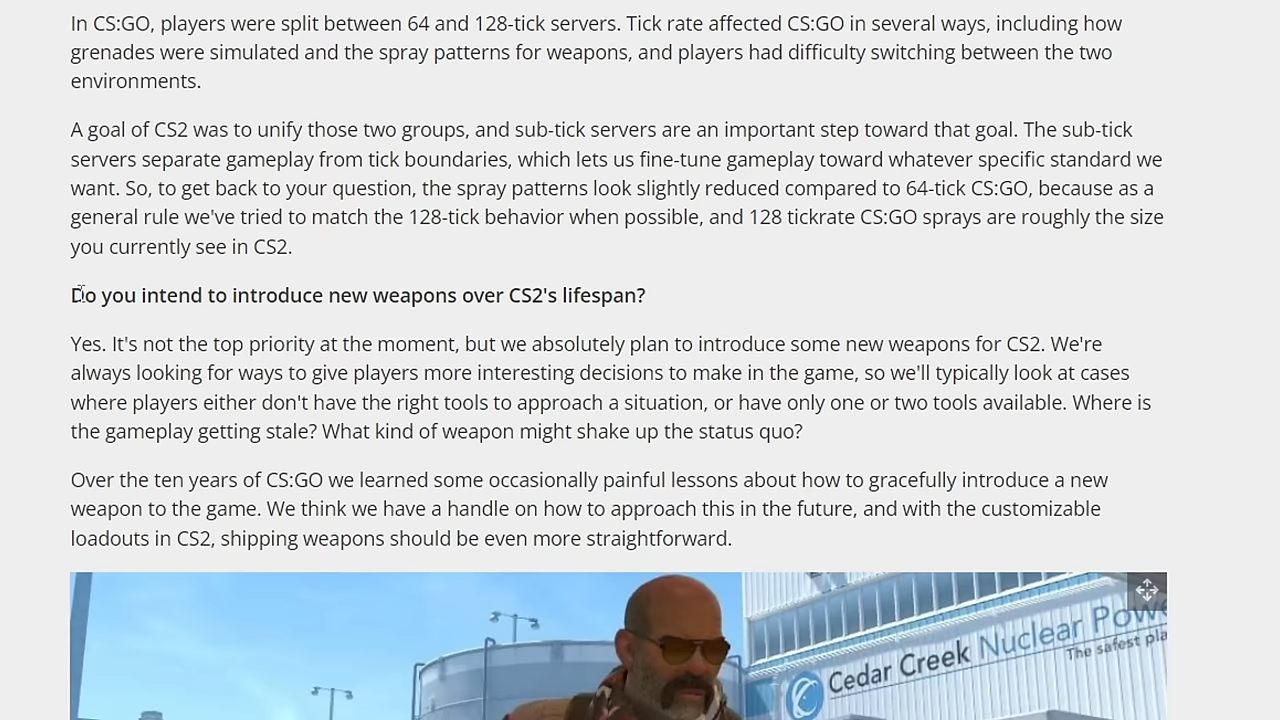 In CS:GO, players were split between 64 and 128-tick servers. Tick rate affected CS:GO in several ways, including how
grenades were simulated and the spray patterns for weapons, and players had difficulty switching between the two
environments.
A goal of CS2 was to unify those two groups, and sub-tick servers are an important step toward that goal. The sub-tick
servers separate gameplay from tick boundaries, which lets us fine-tune gameplay toward whatever specific standard we
want. So, to get back to your question, the spray patterns look slightly reduced compared to 64-tick CS:GO, because as a
general rule we've tried to match the 128-tick behavior when possible, and 128 tickrate CS:GO sprays are roughly the size
you currently see in CS2.
Do you intend to introduce new weapons over CS2's lifespan?
Yes. It's not the top priority at the moment, but we absolutely plan to introduce some new weapons for CS2. We're
always looking for ways to give players more interesting decisions to make in the game, so we'll typically look at cases
where players either don't have the right tools to approach a situation, or have only one or two tools available. Where is
the gameplay getting stale? What kind of weapon might shake up the status quo?
Over the ten years of CS:GO we learned some occasionally painful lessons about how to gracefully introduce a new
weapon to the game. We think we have a handle on how to approach this in the future, and with the customizable
loadouts in CS2, shipping weapons should be even more straightforward.
Cedar Creek Nuclear Powe
The safest pla